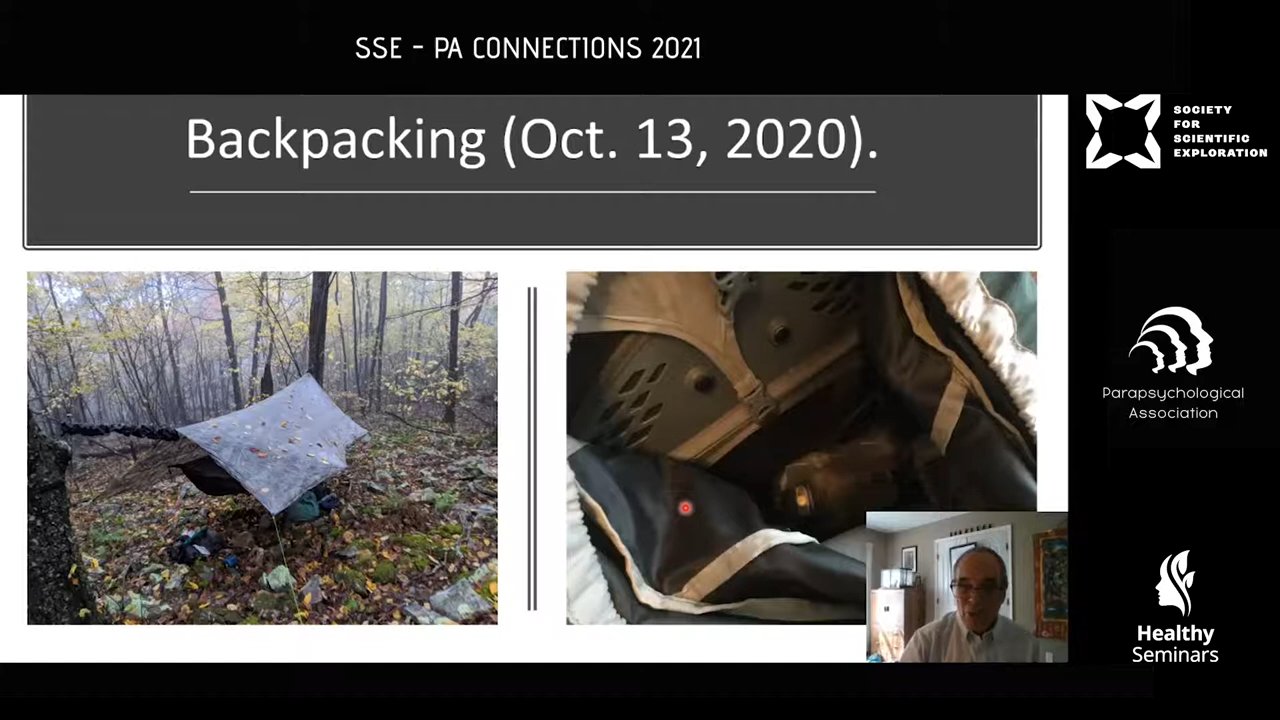 SSE - PA CONNECTIONS 2021
Backpacking (Oct. 13, 2020).
SOCIETY
FOR
SCIENTIFIC
EXPLORATION
Parapsychological
Association
Healthy
Seminars